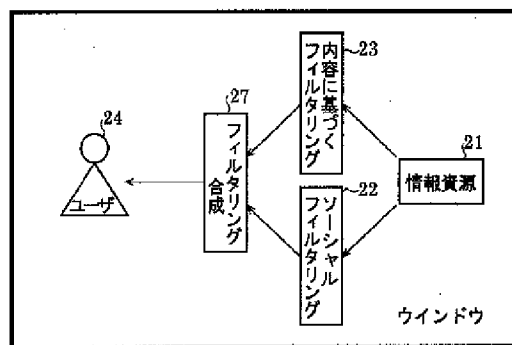 23
内容に基づく
フィルタリング
27
フィルタリング
合成
24
ユーザ
21
情報資源
22
ソーシャル
フィルタリング
ウインドウ